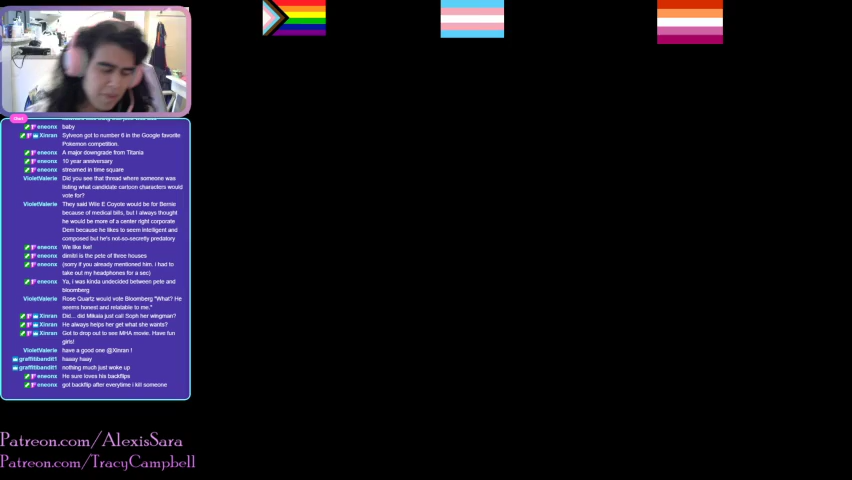 Chat
eneonx baby
Xinran Sylveon got to number 6 in the Google favorite
Pokemon competition.
eneonx A major downgrade from Titania
eneonx 10 year anniversary
eneonx streamed in time square
VioletValerie Did you see that thread where someone was
listing what candidate cartoon characters would
vote for?
VioletValerie They said Wile E Coyote would be for Bernie
because of medical bills, but I always thought
he would be more of a center right corporate
Dem because he likes to seem intelligent and
composed but he's not-so-secretly predatory
eneonx We like Ike!
eneonx dimitri is the pete of three houses
eneonx (sorry if you already mentioned him. i had to
take out my headphones for a sec)
eneonx Ya, i was kinda undecided between pete and
bloomberg
VioletValerie Rose Quartz would vote Bloomberg "What? He
seems honest and relatable to me."
Xinran Did... did Mikaia just call Soph her wingman?
Xinran He always helps her get what she wants?
Xinran Got to drop out to see MHA movie. Have fun
girls!
VioletValerie have a good one @Xinran !
graffitibandit1 haaay haay
graffitibandit1 nothing much just woke up
eneonx He sure loves his backflips
eneonx got backflip after everytime i kill someone
Patreon.com/AlexisSara
Patreon.com/TracyCampbell